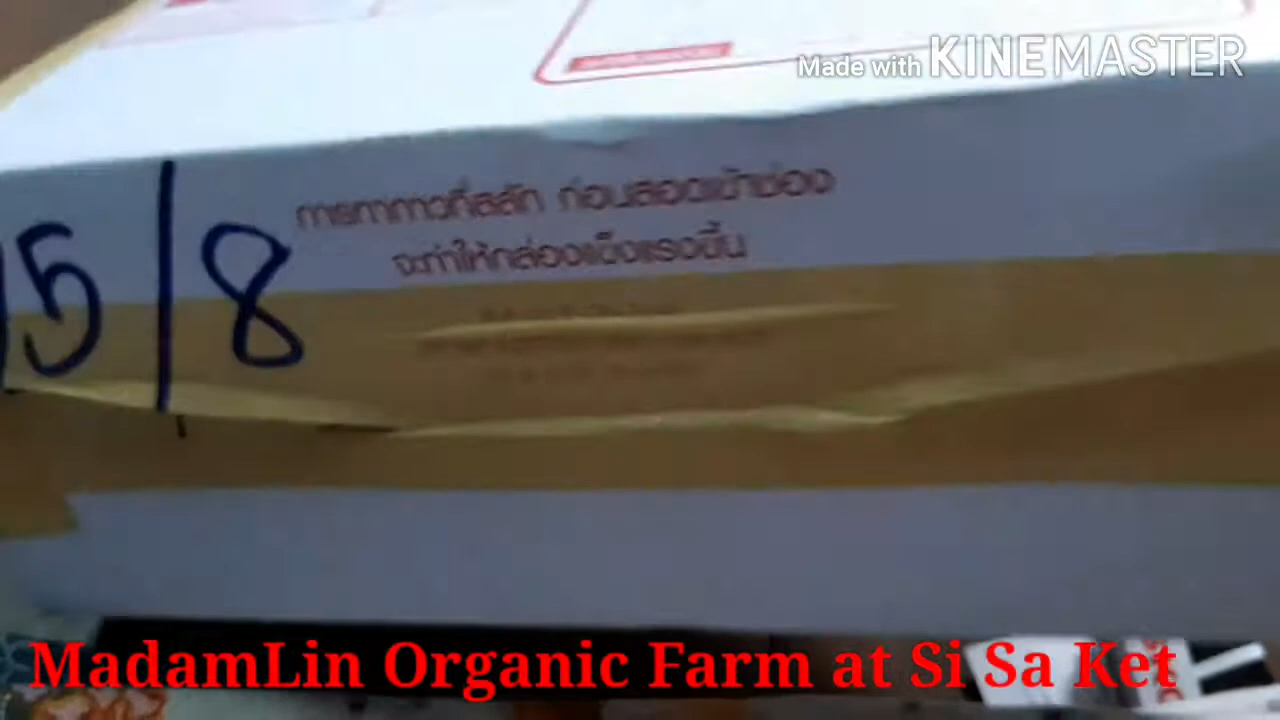 Made with KINEMASTER
การทากาวที่สลัก ก่อนสอดเข้าช่อง
จะทำให้กล่องแข็งแรงขึ้น
5/8
MadamLin Organic Farm at Si Sa Ket